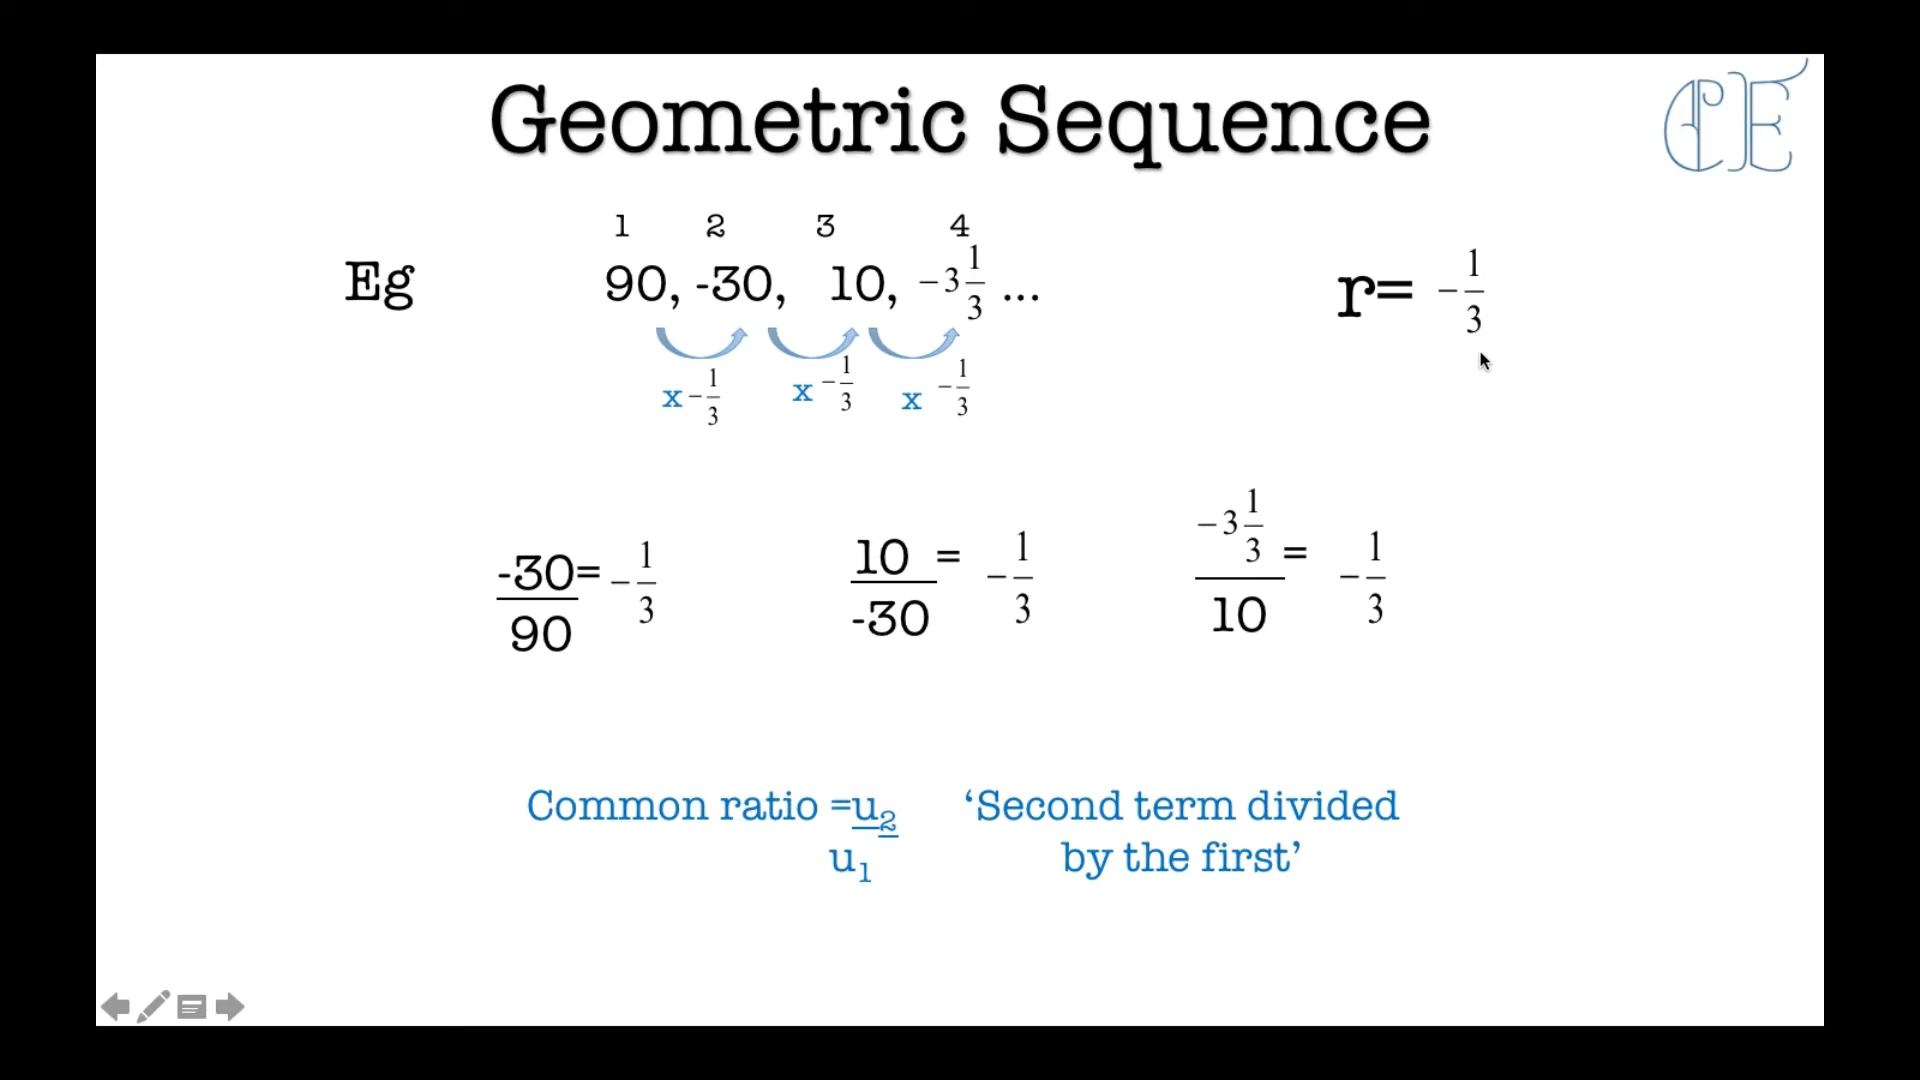 Geometric Sequence
CE
1 2 3 4
Eg 90, -30, 10, −3 1/3 ... r= −1/3
x −1/3 x −1/3 x −1/3
-30/90 = −1/3 10/-30 = −1/3 −3 1/3 / 10 = −1/3
Common ratio =u₂ ‘Second term divided
u₁ by the first’